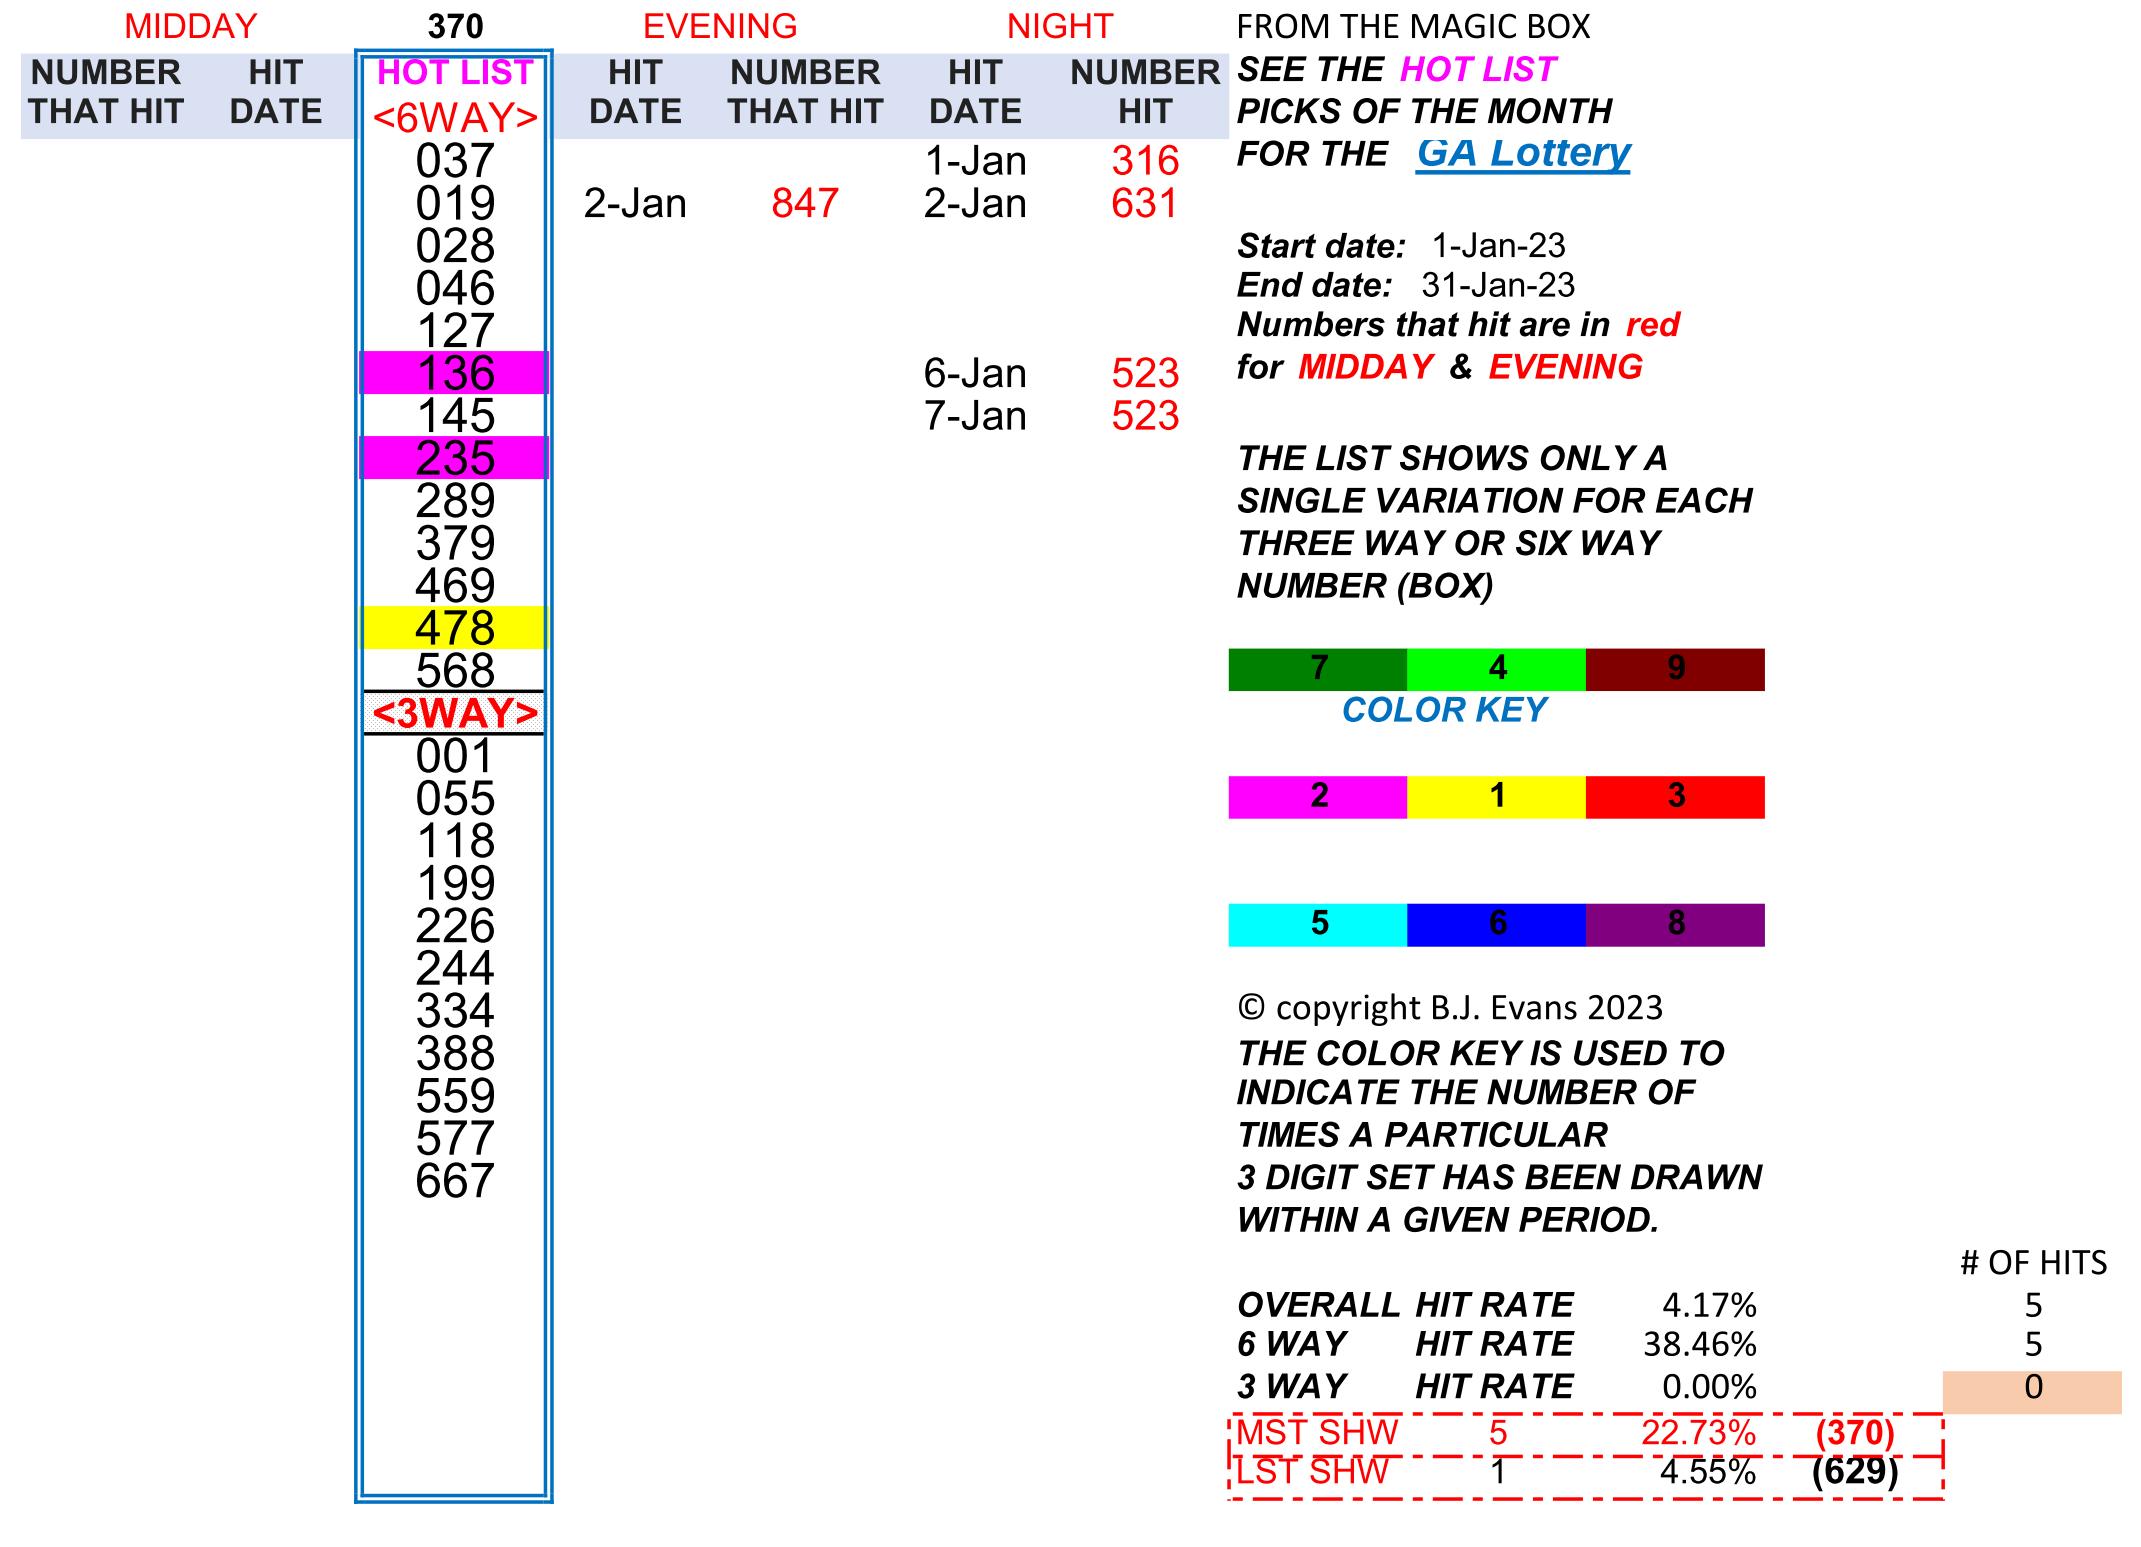 MIDDAY 370 EVENING NIGHT FROM THE MAGIC BOX
NUMBER HIT HOT LIST HIT NUMBER HIT NUMBER SEE THE HOT LIST
THAT HIT DATE <6WAY> DATE THAT HIT DATE HIT PICKS OF THE MONTH
037 1-Jan 316 FOR THE GA Lottery
019 2-Jan 847 2-Jan 631
028 Start date: 1-Jan-23
046 End date: 31-Jan-23
127 Numbers that hit are in red
136 6-Jan 523 for MIDDAY & EVENING
145 7-Jan 523
235 THE LIST SHOWS ONLY A
289 SINGLE VARIATION FOR EACH
379 THREE WAY OR SIX WAY
469 NUMBER (BOX)
478
568 7 4 9
<3WAY> COLOR KEY
001
055 2 1 3
118
199
226 5 6 8
244
334 © copyright B.J. Evans 2023
388 THE COLOR KEY IS USED TO
559 INDICATE THE NUMBER OF
577 TIMES A PARTICULAR
667 3 DIGIT SET HAS BEEN DRAWN
WITHIN A GIVEN PERIOD.
# OF HITS
OVERALL HIT RATE 4.17% 5
6 WAY HIT RATE 38.46% 5
3 WAY HIT RATE 0.00% 0
MST SHW 5 22.73% (370)
LST SHW 1 4.55% (629)